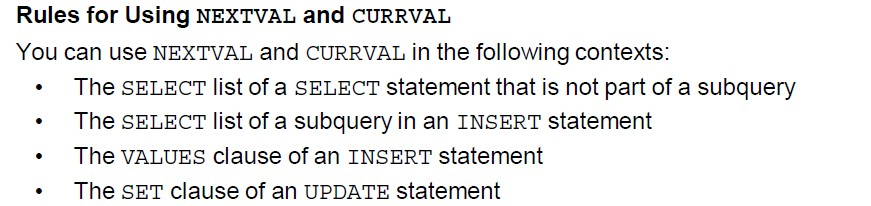 Rules for Using NEXTVAL and CURRVAL
You can use NEXTVAL and CURRVAL in the following contexts:
• The SELECT list of a SELECT statement that is not part of a subquery
• The SELECT list of a subquery in an INSERT statement
• The VALUES clause of an INSERT statement
• The SET clause of an UPDATE statement